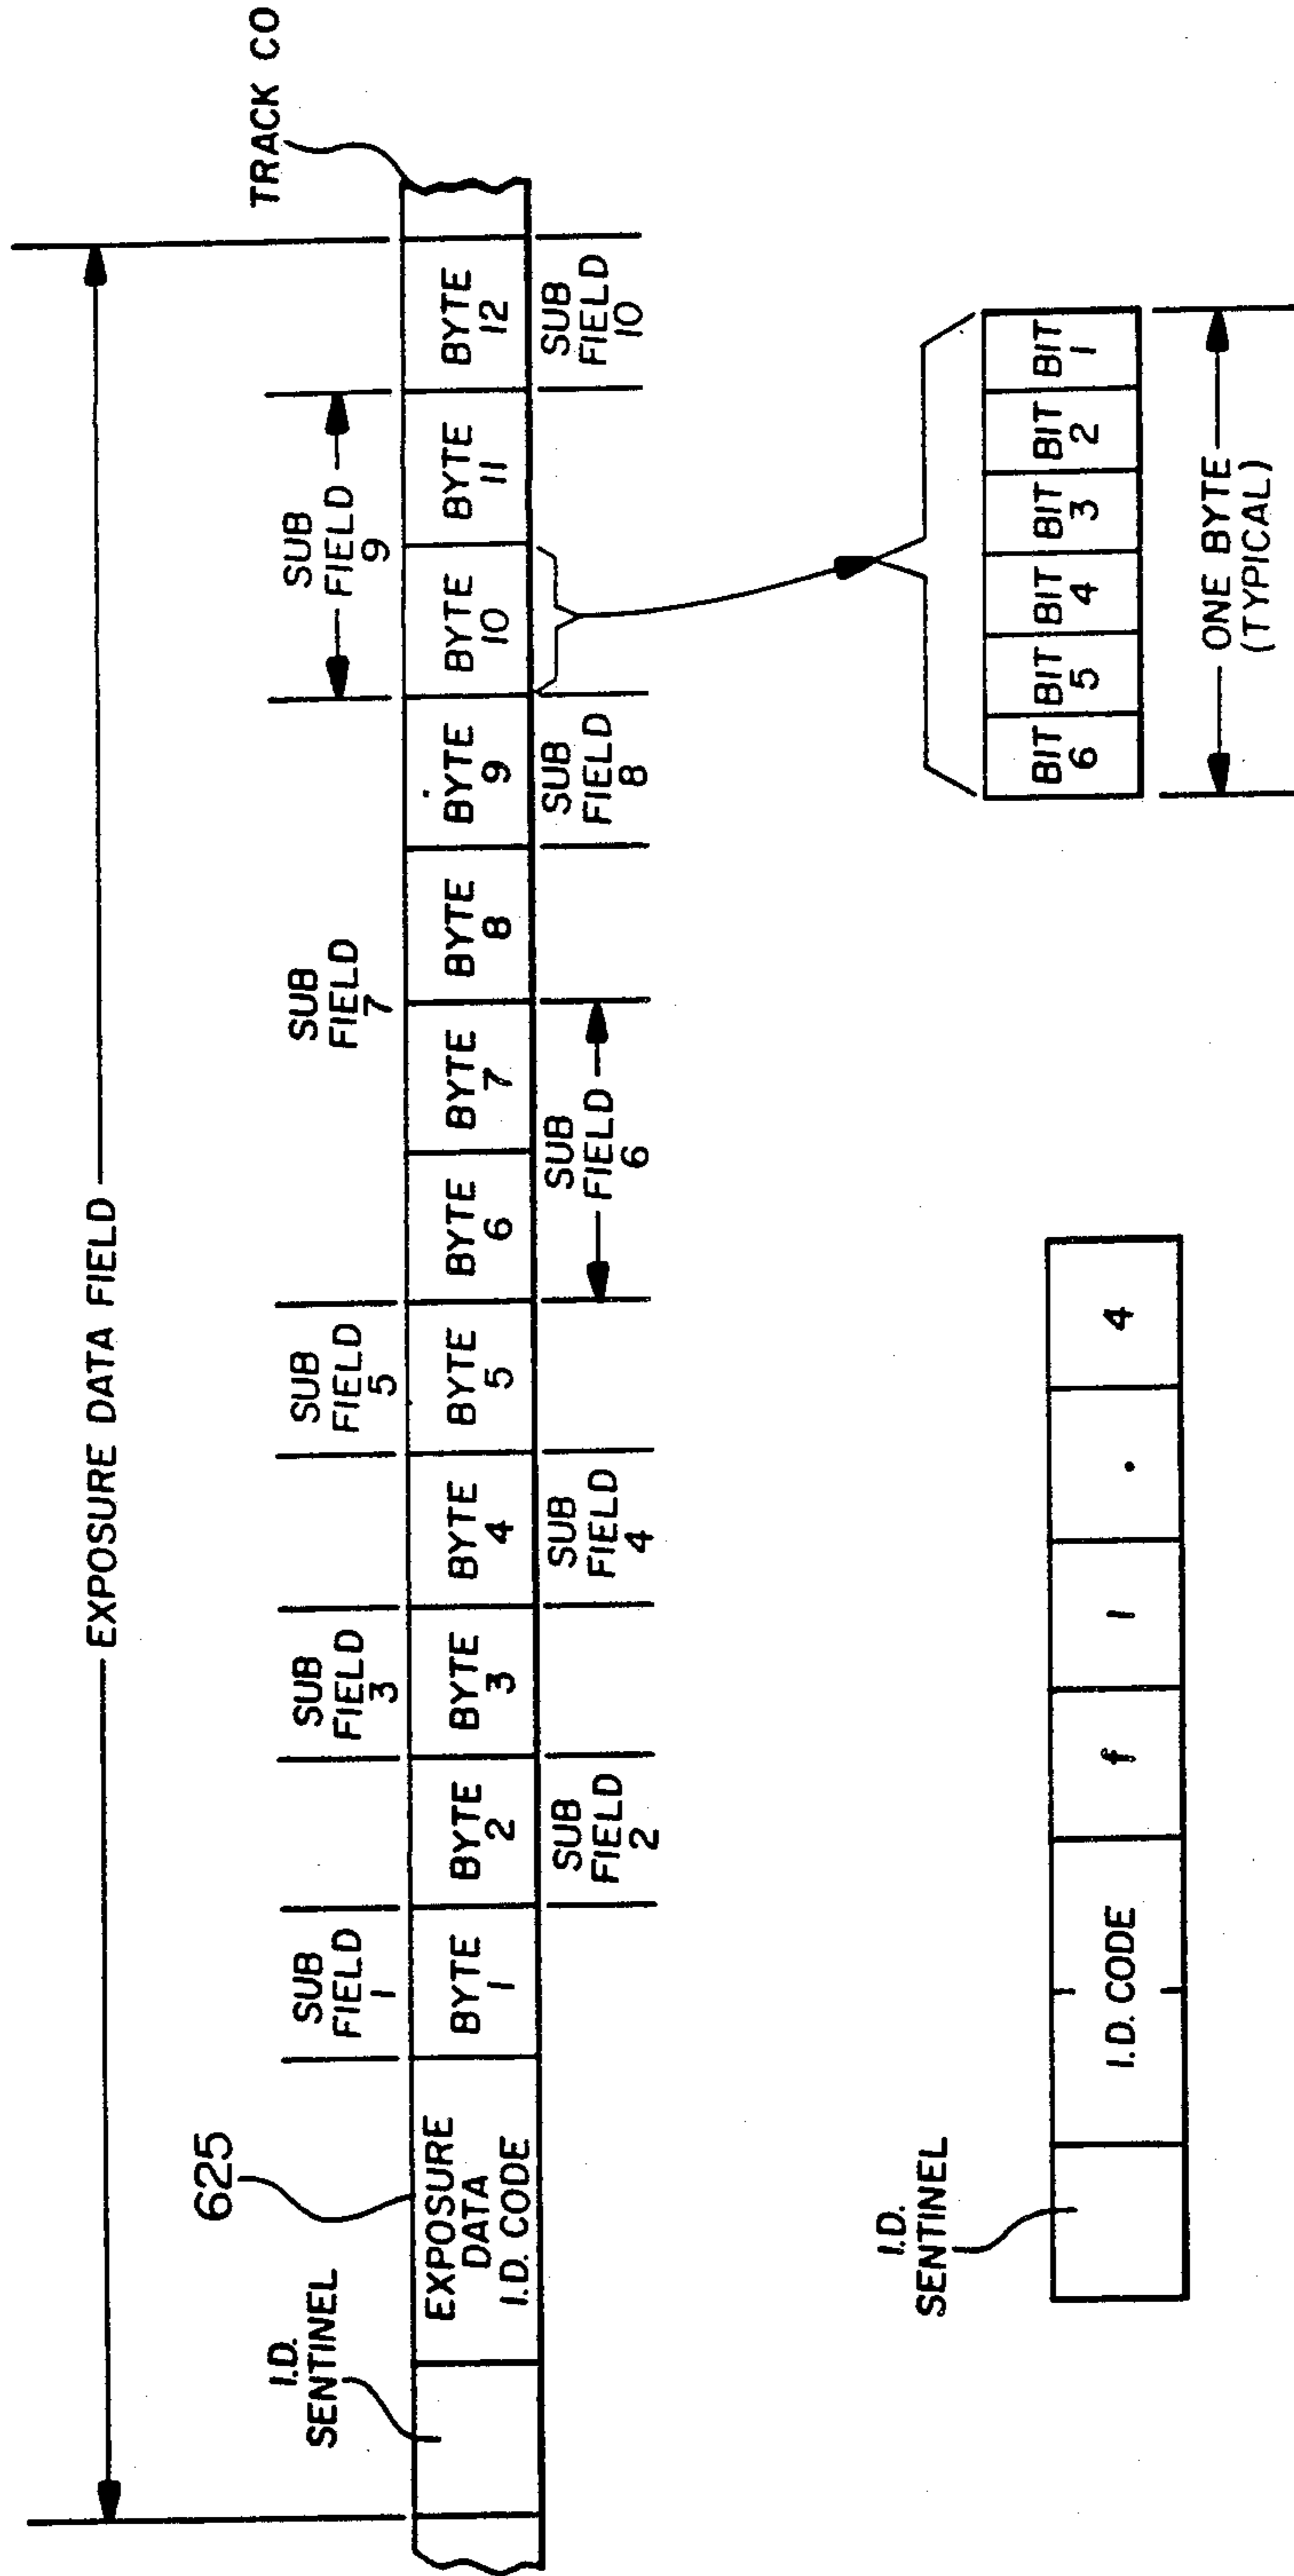 EXPOSURE DATA FIELD
TRACK CO
625
I.D.
SENTINEL
SUB
FIELD
1
SUB
FIELD
3
SUB
FIELD
5
SUB
FIELD
7
SUB
FIELD
9
EXPOSURE
DATA
I.D. CODE
BYTE
1
BYTE
2
BYTE
3
BYTE
4
BYTE
5
BYTE
6
BYTE
7
BYTE
8
BYTE
9
BYTE
10
BYTE
11
BYTE
12
SUB
FIELD
2
SUB
FIELD
4
SUB
FIELD
6
SUB
FIELD
8
SUB
FIELD
10
BIT
6
BIT
5
BIT
4
BIT
3
BIT
2
BIT
1
ONE BYTE
(TYPICAL)
I.D.
SENTINEL
I.D. CODE
f
1
.
4